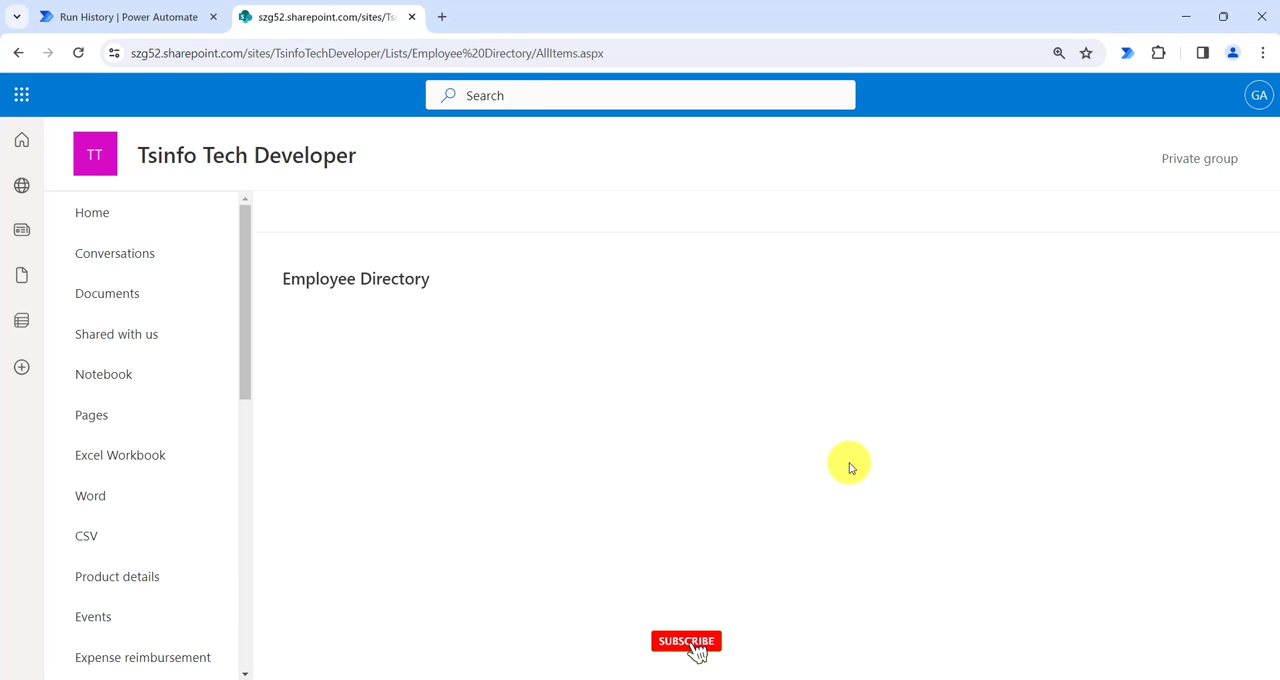 Run History | Power Automate
szg52.sharepoint.com/sites/Tsi
szg52.sharepoint.com/sites/TsinfoTechDeveloper/Lists/Employee%20Directory/AllItems.aspx
Search
GA
TT
Tsinfo Tech Developer
Private group
Home
Conversations
Documents
Shared with us
Notebook
Pages
Excel Workbook
Word
CSV
Product details
Events
Expense reimbursement
Employee Directory
SUBSCRIBE